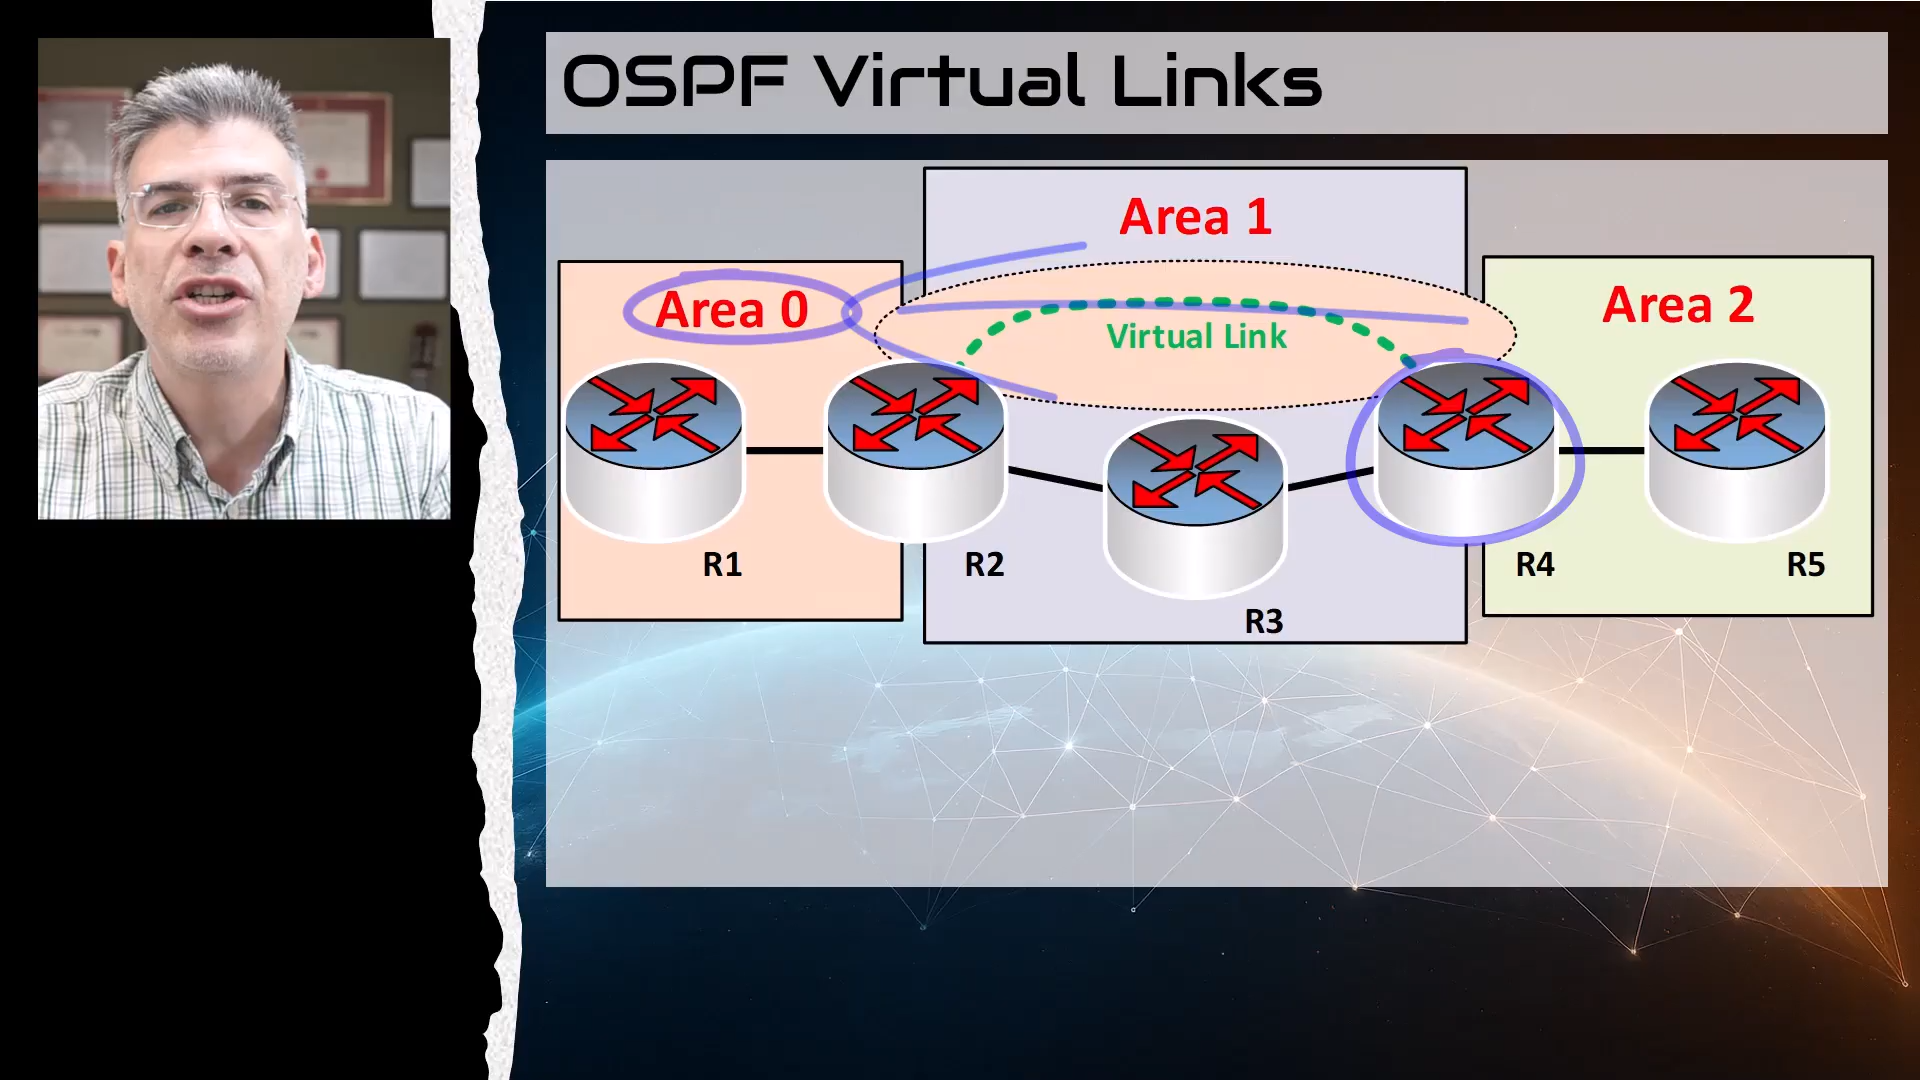 OSPF Virtual Links
Area 1
Area 0
Area 2
Virtual Link
R1
R2
R4
R5
R3